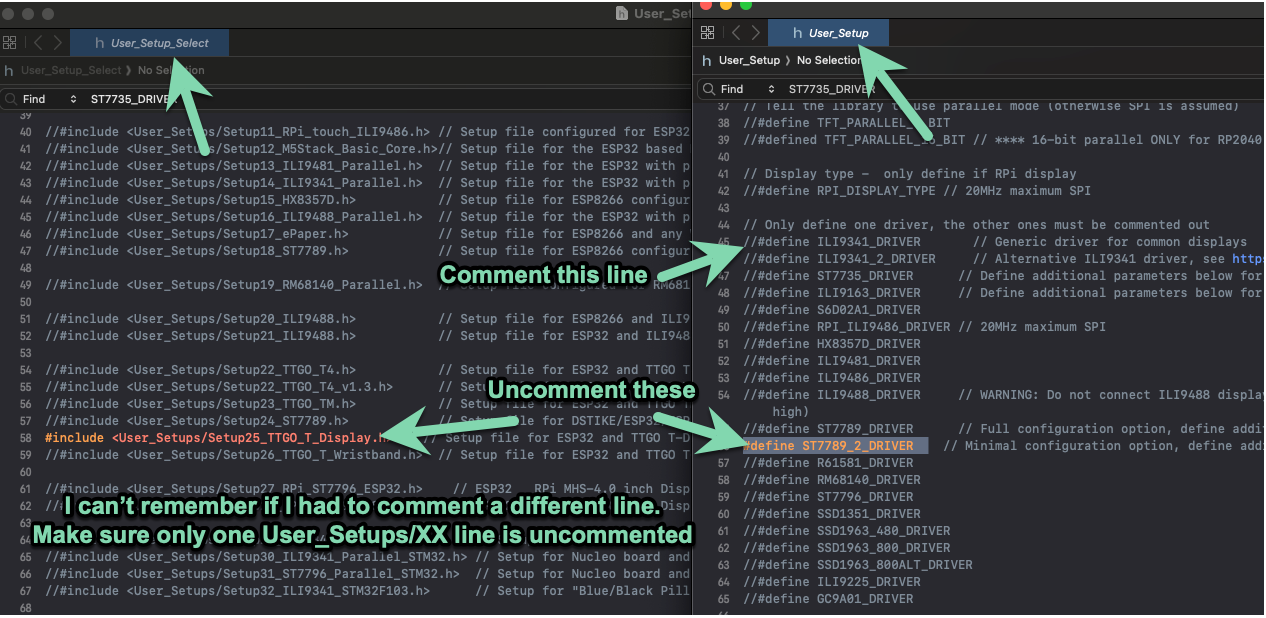 User_Set
User_Setup_Select
User_Setup_Select › No Selection
Find ST7735_DRIVER
39
40 //#include <User_Setups/Setup11_RPi_touch_ILI9486.h> // Setup file configured for ESP32
41 //#include <User_Setups/Setup12_M5Stack_Basic_Core.h>// Setup file for the ESP32 based
42 //#include <User_Setups/Setup13_ILI9481_Parallel.h> // Setup file for the ESP32 with p
43 //#include <User_Setups/Setup14_ILI9341_Parallel.h> // Setup file for the ESP32 with p
44 //#include <User_Setups/Setup15_HX8357D.h> // Setup file for ESP8266 configur
45 //#include <User_Setups/Setup16_ILI9488_Parallel.h> // Setup file for the ESP32 with p
46 //#include <User_Setups/Setup17_ePaper.h> // Setup file for ESP8266 and any
47 //#include <User_Setups/Setup18_ST7789.h> // Setup file for ESP8266 configur
48
49 //#include <User_Setups/Setup19_RM68140_Parallel.h> // Setup file configured for RM681
50
51 //#include <User_Setups/Setup20_ILI9488.h> // Setup file for ESP8266 and ILI9
52 //#include <User_Setups/Setup21_ILI9488.h> // Setup file for ESP32 and ILI948
53
54 //#include <User_Setups/Setup22_TTGO_T4.h> // Setup file for ESP32 and TTGO T
55 //#include <User_Setups/Setup22_TTGO_T4_v1.3.h> // Set
56 //#include <User_Setups/Setup23_TTGO_TM.h> // Setup file for ESP32 and TTGO T
57 //#include <User_Setups/Setup24_ST7789.h> // Setup file for DSTIKE/ESP32
58 #include <User_Setups/Setup25_TTGO_T_Display.h> // Setup file for ESP32 and TTGO T-D
59 //#include <User_Setups/Setup26_TTGO_T_Wristband.h> // Setup file for ESP32 and TTGO T
60
61 //#include <User_Setups/Setup27_RPi_ST7796_ESP32.h> // ESP32 RPi MHS-4.0 inch Disp
62
63
64
65 //#include <User_Setups/Setup30_ILI9341_Parallel_STM32.h> // Setup for Nucleo board and
66 //#include <User_Setups/Setup31_ST7796_Parallel_STM32.h> // Setup for Nucleo board and
67 //#include <User_Setups/Setup32_ILI9341_STM32F103.h> // Setup for "Blue/Black Pill
68
I can't remember if I had to comment a different line.
Make sure only one User_Setups/XX line is uncommented
Comment this line
Uncomment these
User_Setup
User_Setup › No Selection
Find ST7735_DRIVER
37 // Tell the library to use parallel mode (otherwise SPI is assumed)
38 //#define TFT_PARALLEL_8_BIT
39 //#defined TFT_PARALLEL_16_BIT // **** 16-bit parallel ONLY for RP2040
40
41 // Display type - only define if RPi display
42 //#define RPI_DISPLAY_TYPE // 20MHz maximum SPI
43
44 // Only define one driver, the other ones must be commented out
45 //#define ILI9341_DRIVER // Generic driver for common displays
//#define ILI9341_2_DRIVER // Alternative ILI9341 driver, see https
47 //#define ST7735_DRIVER // Define additional parameters below for
48 //#define ILI9163_DRIVER // Define additional parameters below for
49 //#define S6D02A1_DRIVER
50 //#define RPI_ILI9486_DRIVER // 20MHz maximum SPI
51 //#define HX8357D_DRIVER
52 //#define ILI9481_DRIVER
53 //#define ILI9486_DRIVER
54 //#define ILI9488_DRIVER // WARNING: Do not connect ILI9488 display
high)
//#define ST7789_DRIVER // Full configuration option, define addi
#define ST7789_2_DRIVER // Minimal configuration option, define addi
57 //#define R61581_DRIVER
58 //#define RM68140_DRIVER
59 //#define ST7796_DRIVER
60 //#define SSD1351_DRIVER
61 //#define SSD1963_480_DRIVER
62 //#define SSD1963_800_DRIVER
63 //#define SSD1963_800ALT_DRIVER
64 //#define ILI9225_DRIVER
65 //#define GC9A01_DRIVER